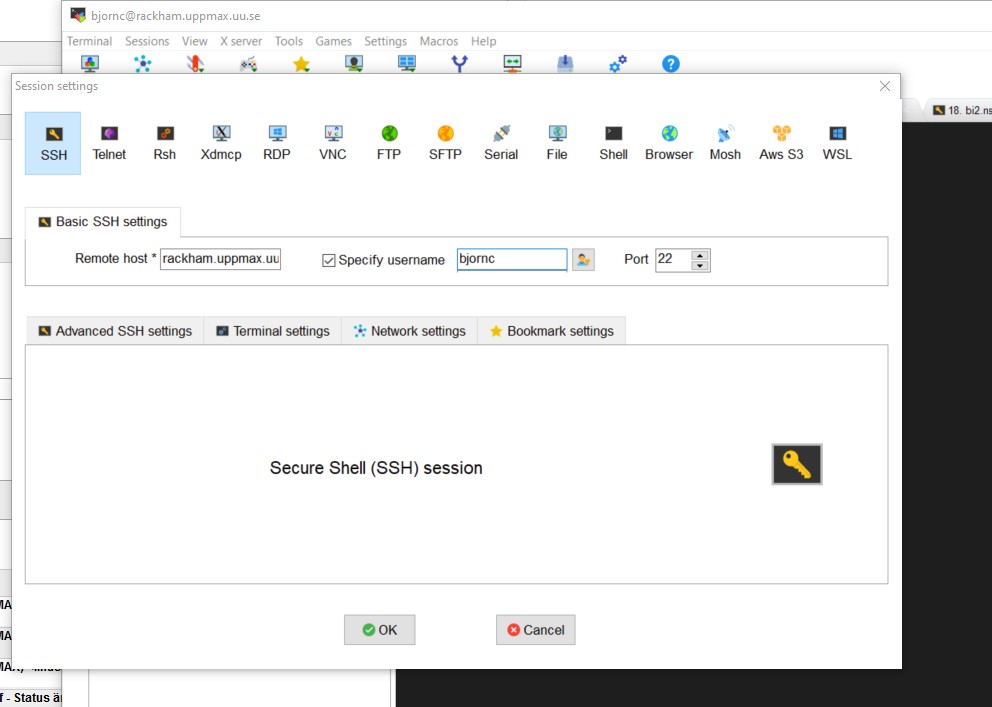 bjornc@rackham.uppmax.uu.se
Terminal Sessions View X server Tools Games Settings Macros Help
Session settings
18. bi2.ns
SSH Telnet Rsh Xdmcp RDP VNC FTP SFTP Serial File Shell Browser Mosh Aws S3 WSL
Basic SSH settings
Remote host * rackham.uppmax.uu Specify username bjornc Port 22
Advanced SSH settings Terminal settings Network settings Bookmark settings
Secure Shell (SSH) session
OK Cancel
f - Status är